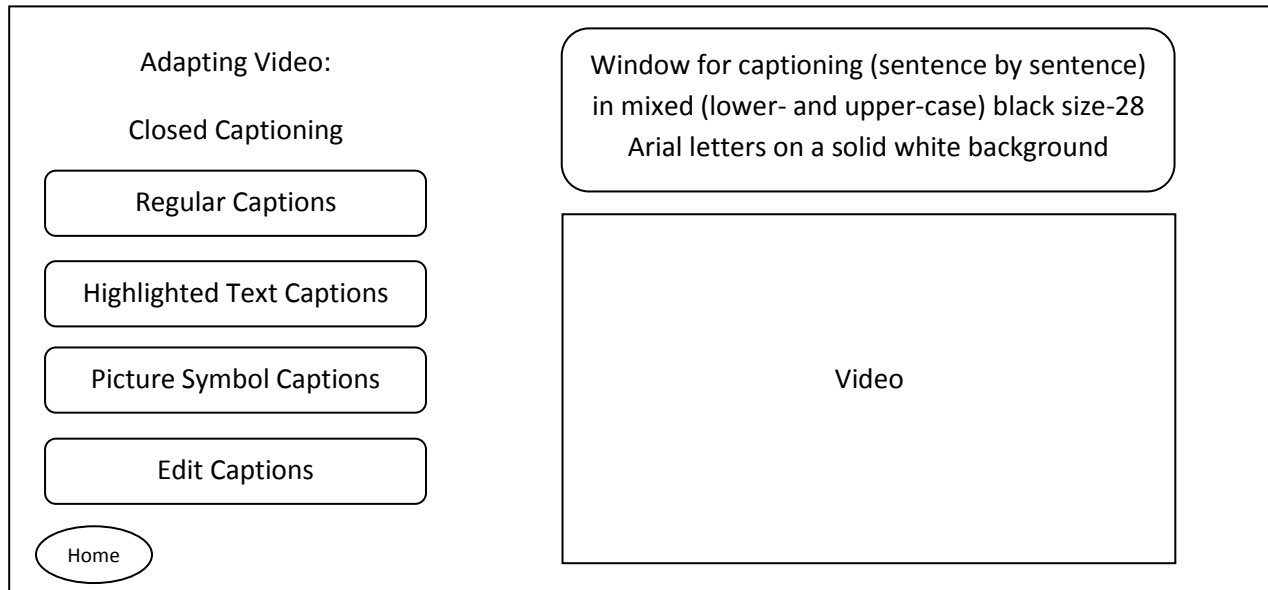 Adapting Video:
Closed Captioning
Regular Captions
Highlighted Text Captions
Picture Symbol Captions
Edit Captions
Home
Window for captioning (sentence by sentence)
in mixed (lower- and upper-case) black size-28
Arial letters on a solid white background
Video